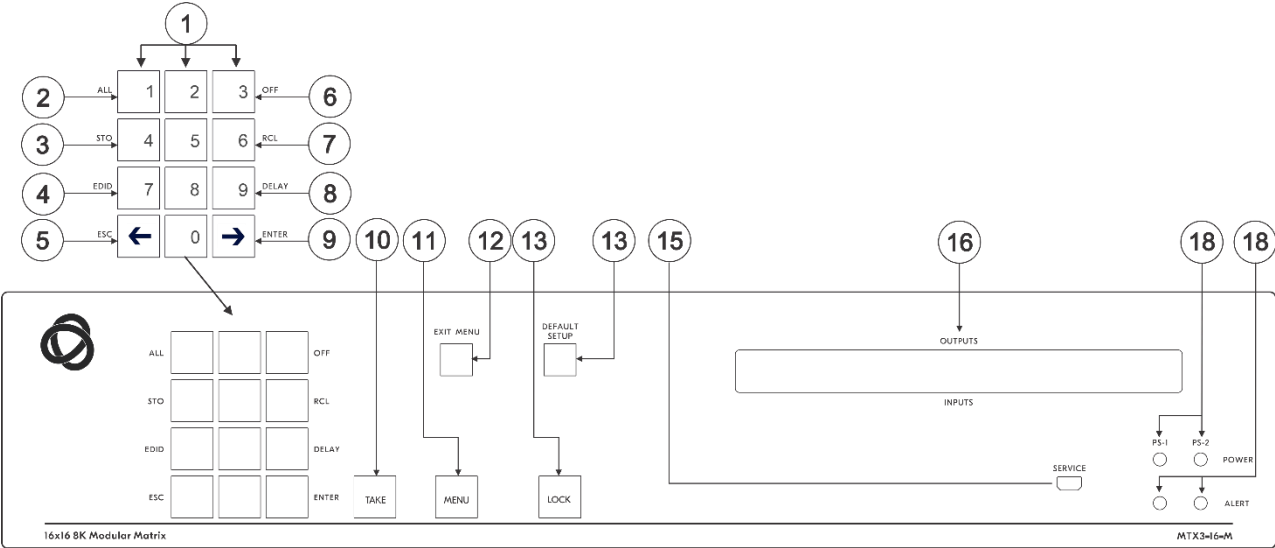 1
2 ALL 1 2 3 OFF 6
3 STO 4 5 6 RCL 7
4 EDID 7 8 9 DELAY 8
5 ESC ← 0 → ENTER 9
10 11 12 13 13 15 16 18 18
EXIT MENU
DEFAULT
SETUP
OUTPUTS
INPUTS
ALL OFF
STO RCL
EDID DELAY
ESC ENTER
TAKE
MENU
LOCK
SERVICE
PS-1 PS-2
POWER
ALERT
16x16 8K Modular Matrix
MTX3-16-M